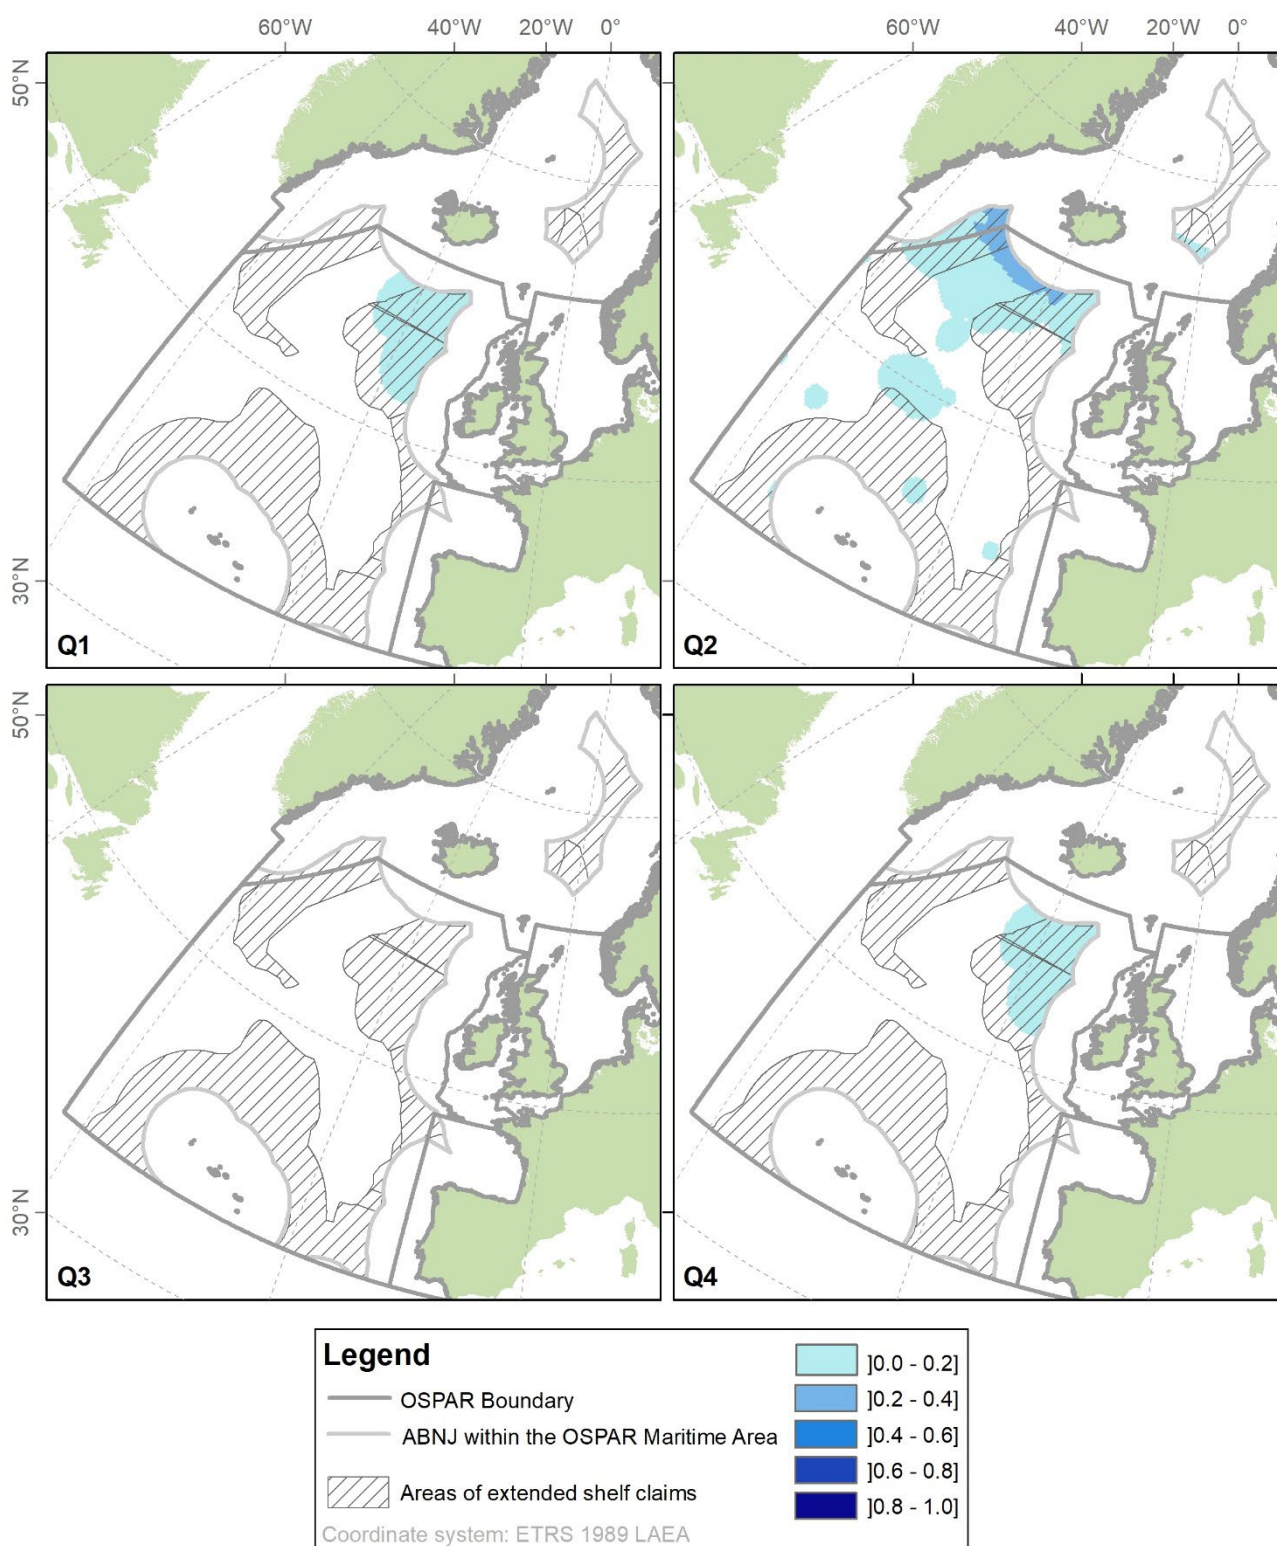 60°W 40°W 20°W 0° 60°W 40°W 20°W 0°
50°N
30°N
Q1 Q2
50°N
30°N
Q3 Q4
Legend
OSPAR Boundary
ABNJ within the OSPAR Maritime Area
Areas of extended shelf claims
Coordinate system: ETRS 1989 LAEA
]0.0 - 0.2]
]0.2 - 0.4]
]0.4 - 0.6]
]0.6 - 0.8]
]0.8 - 1.0]